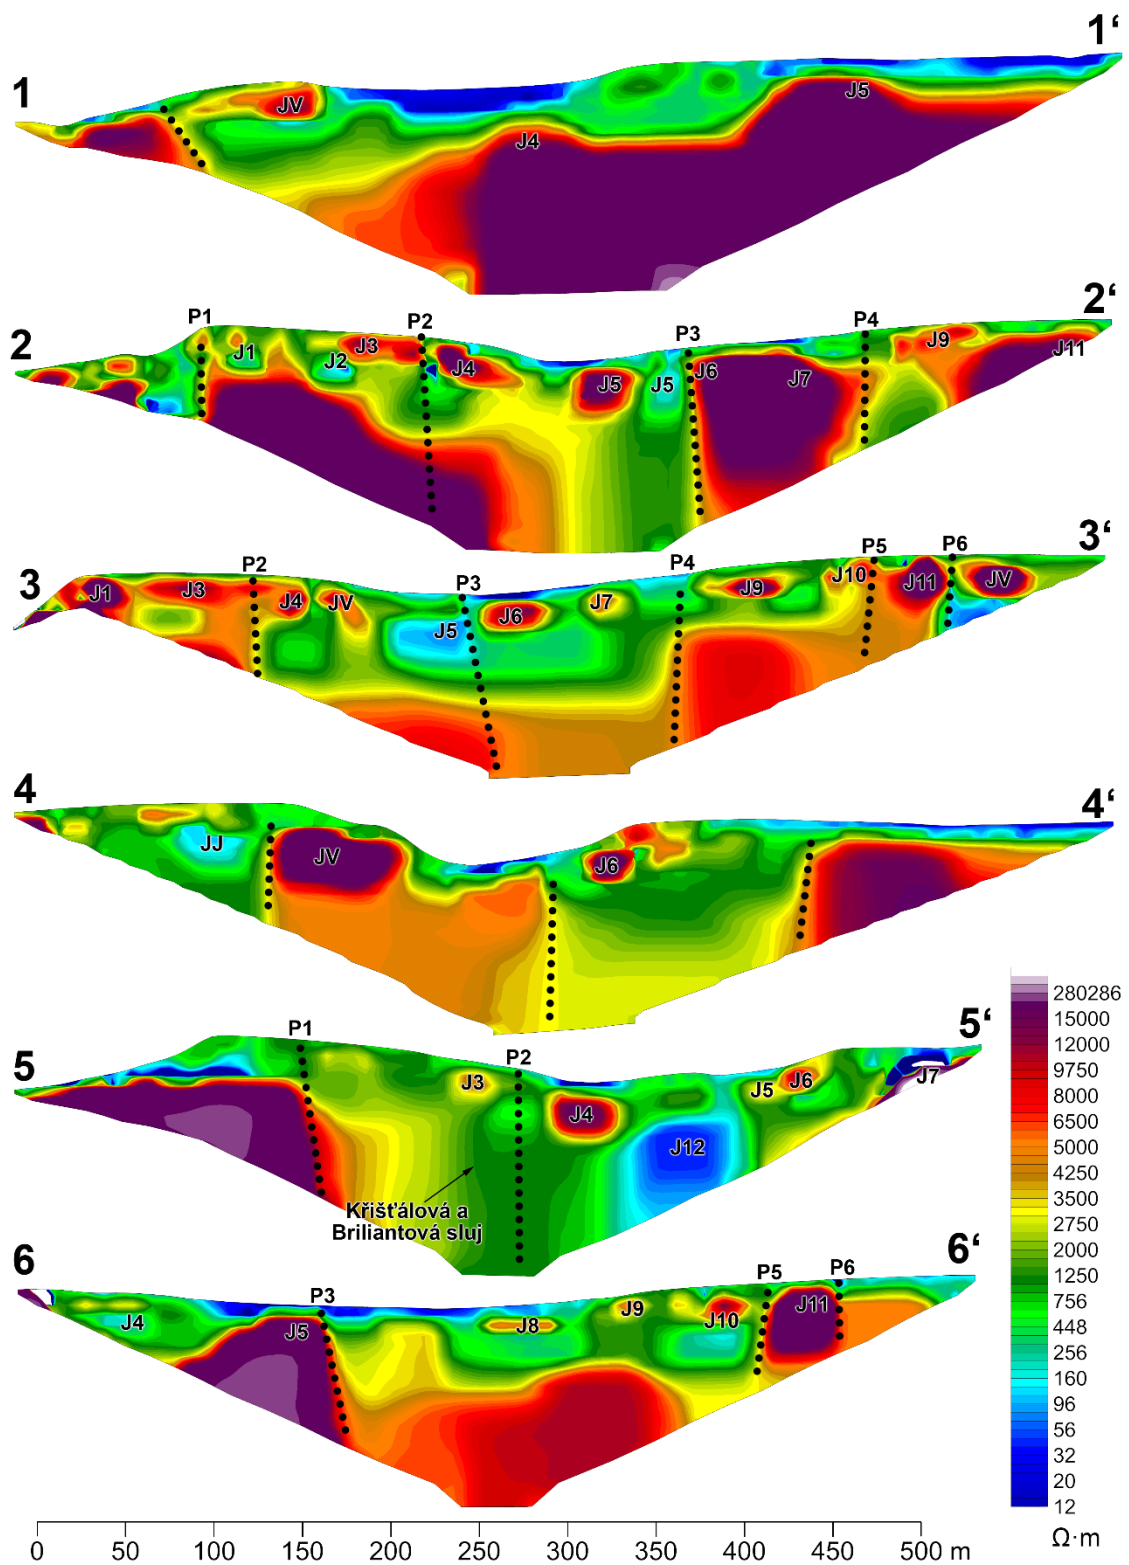 1‘
1
JV
J5
J4
2‘
P1
P2
P3
P4
2
J1
J2
J3
J4
J5
J5
J6
J7
J9
J11
3‘
P2
P3
P4
P5
P6
3
J1
J3
J4
JV
J5
J6
J7
J9
J10
J11
JV
4
4‘
JJ
JV
J6
5‘
P1
P2
5
J3
J4
J12
J5
J6
J7
Křišťálová a
Briliantová sluj
6
6‘
P3
P5
P6
J4
J5
J8
J9
J10
J11
280286
15000
12000
9750
8000
6500
5000
4250
3500
2750
2000
1250
756
448
256
160
96
56
32
20
12
Ω·m
0 50 100 150 200 250 300 350 400 450 500 m